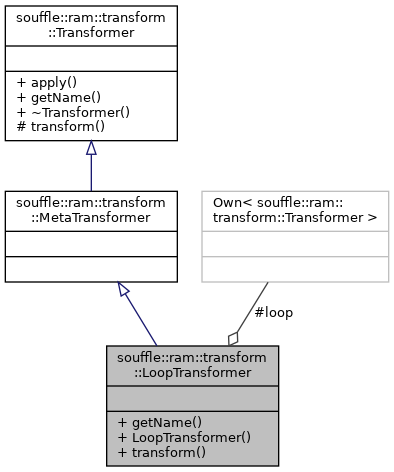 souffle::ram::transform
::Transformer
+ apply()
+ getName()
+ ~Transformer()
# transform()
souffle::ram::transform
::MetaTransformer
Own< souffle::ram::
transform::Transformer >
#loop
souffle::ram::transform
::LoopTransformer
+ getName()
+ LoopTransformer()
+ transform()